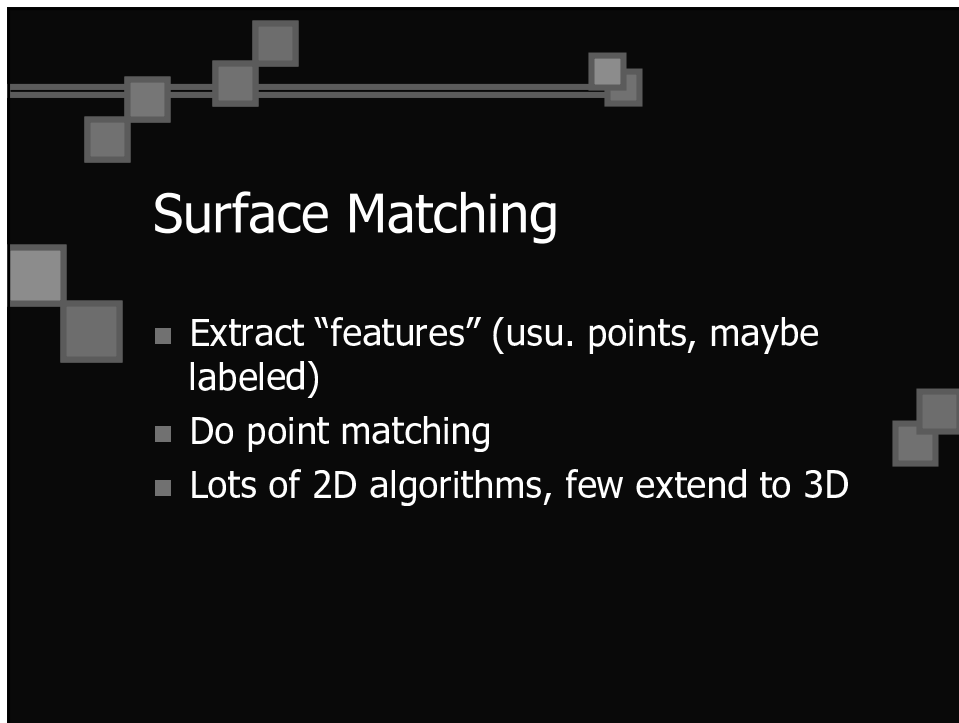 Surface Matching
Extract “features” (usu. points, maybe
labeled)
Do point matching
Lots of 2D algorithms, few extend to 3D